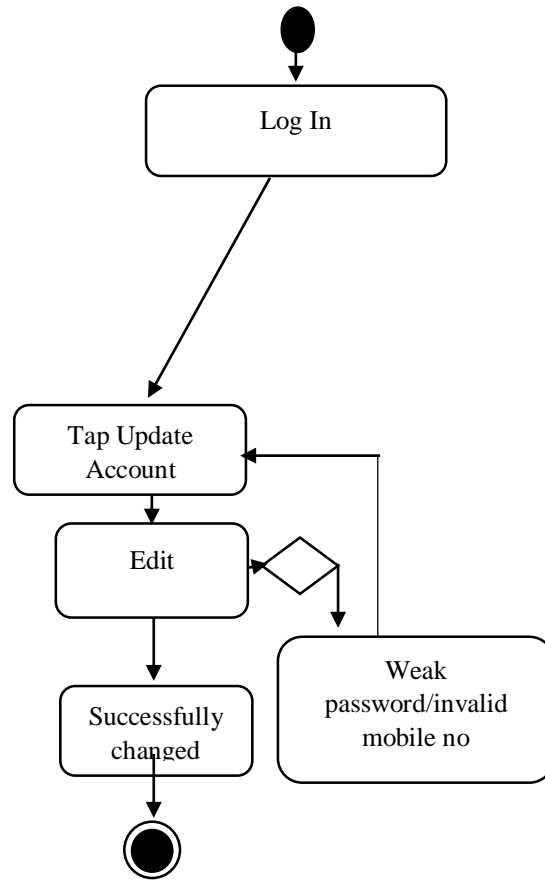 Log In
Tap Update
Account
Edit
Successfully
changed
Weak
password/invalid
mobile no